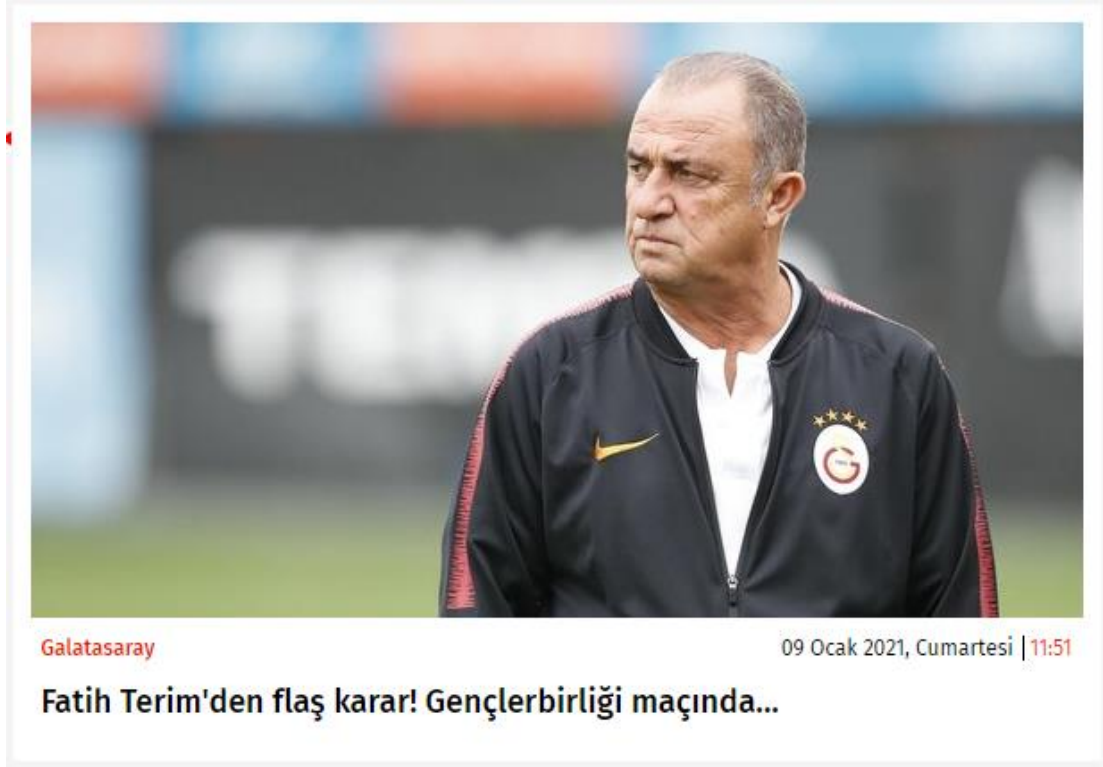 Galatasaray
09 Ocak 2021, Cumartesi | 11:51
Fatih Terim'den flaş karar! Gençlerbirliği maçında...